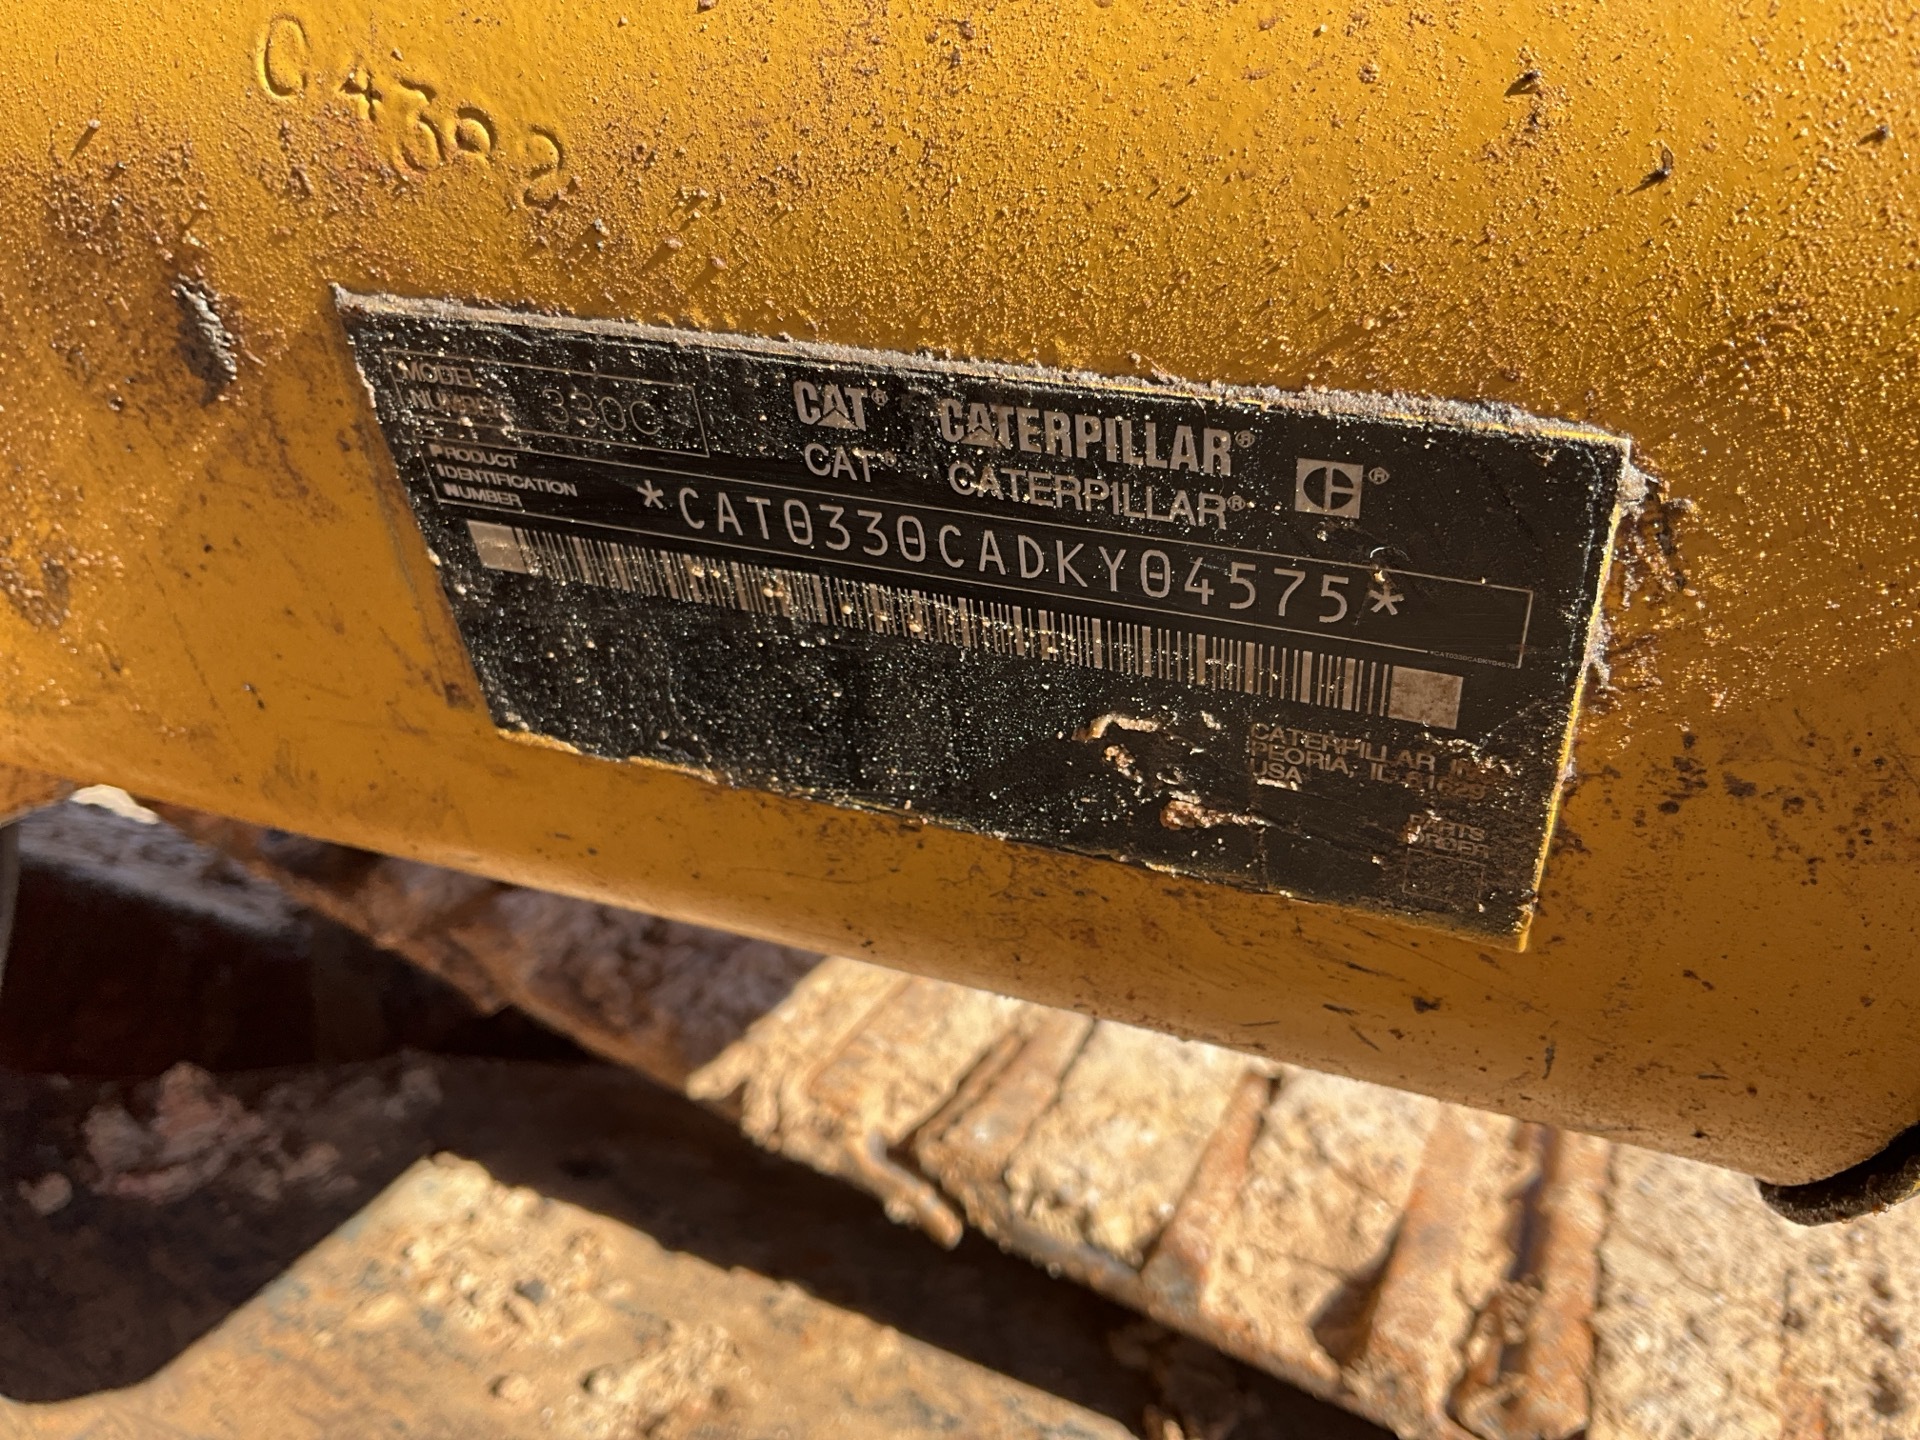 C4392
MODEL
NUMBER 330C
CAT® CATERPILLAR®
CAT® CATERPILLAR®
PRODUCT
IDENTIFICATION
NUMBER
*CAT0330CADKY04575*
*CAT0330CADKY04575
CATERPILLAR INC.
PEORIA, IL 61629
USA
PARTS
ORDER